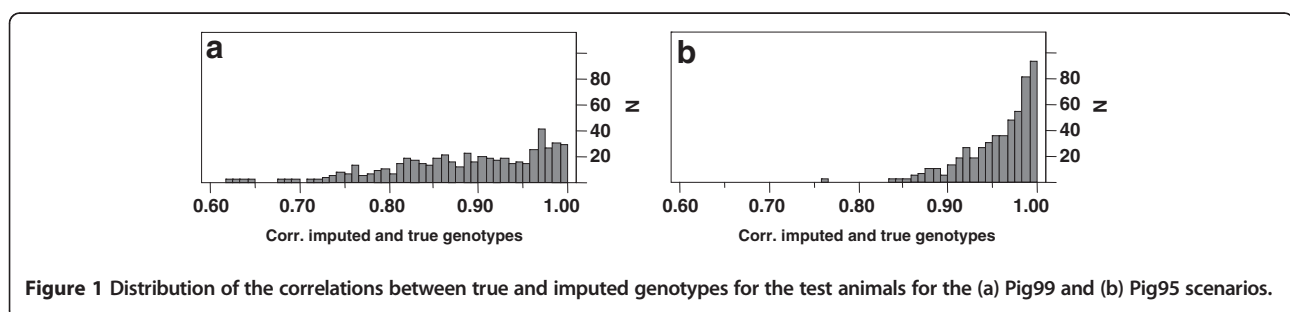 a
80
60
40
20
N
0.60 0.70 0.80 0.90 1.00
Corr. imputed and true genotypes
b
80
60
40
20
N
0.60 0.70 0.80 0.90 1.00
Corr. imputed and true genotypes
Figure 1 Distribution of the correlations between true and imputed genotypes for the test animals for the (a) Pig99 and (b) Pig95 scenarios.